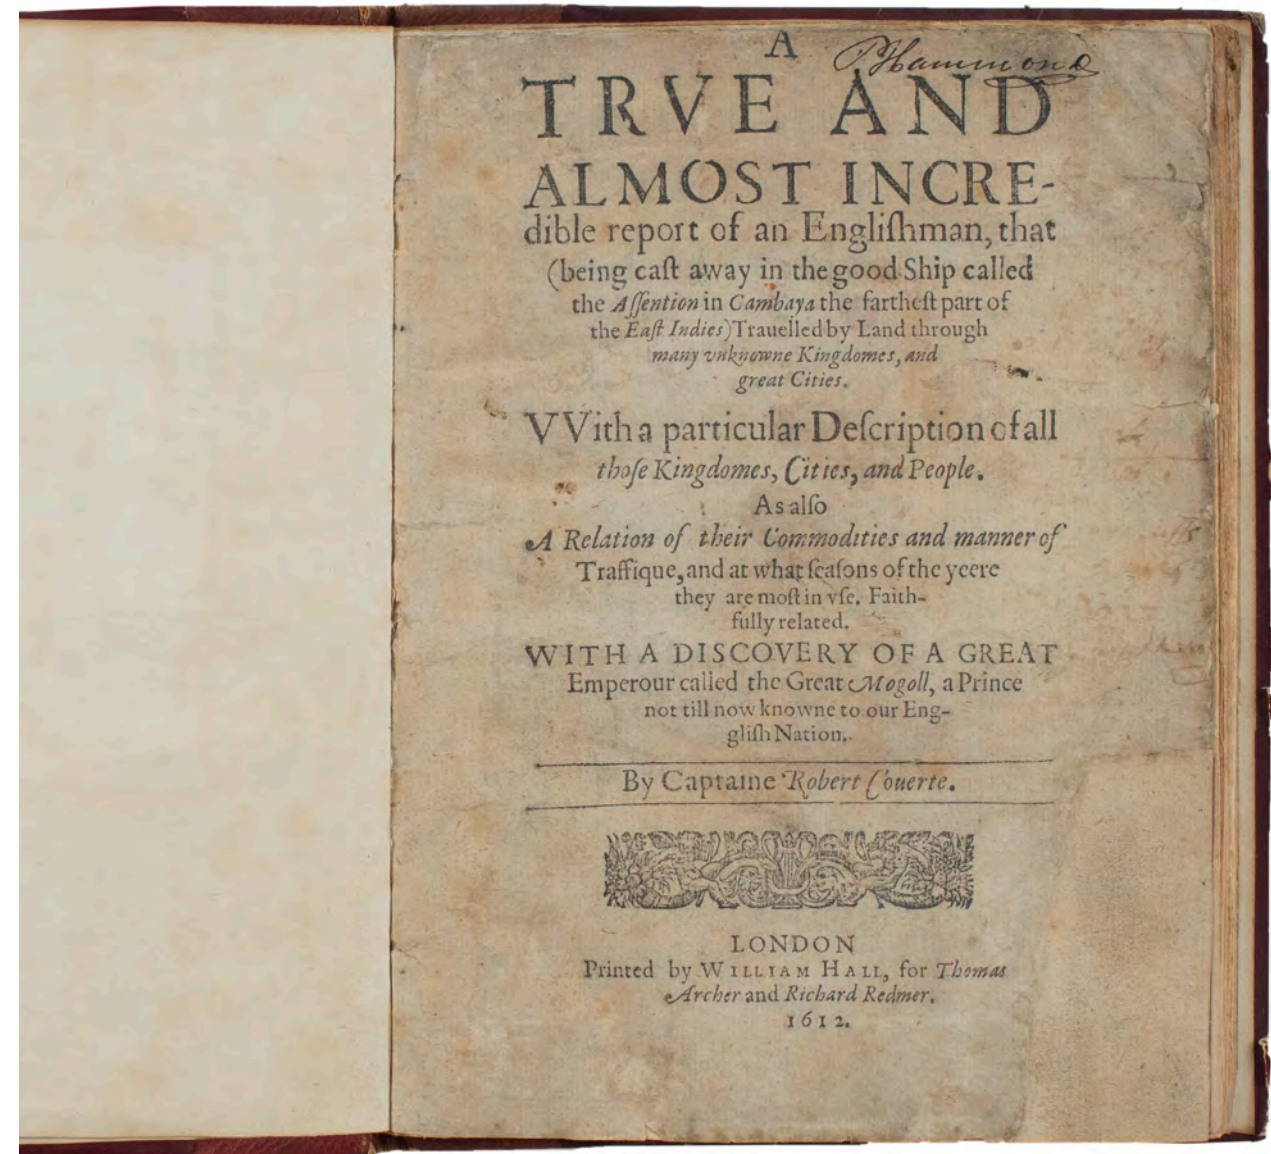 A
PHammond
TRVE AND
ALMOST INCRE-
dible report of an Engliſhman, that
(being caſt away in the good Ship called
the Aſſention in Cambaya the fartheſt part of
the Eaſt Indies) Trauelled by Land through
many vnknowne Kingdomes, and
great Cities.
VVith a particular Deſcription of all
thoſe Kingdomes, Cities, and People.
As alſo
A Relation of their Commodities and manner of
Traffique, and at what ſeaſons of the yeere
they are moſt in vſe. Faith-
fully related.
WITH A DISCOVERY OF A GREAT
Emperour called the Great Mogoll, a Prince
not till now knowne to our Eng-
gliſh Nation.
By Captaine Robert Couerte.
LONDON
Printed by WILLIAM HALL, for Thomas
Archer and Richard Redmer.
1612.